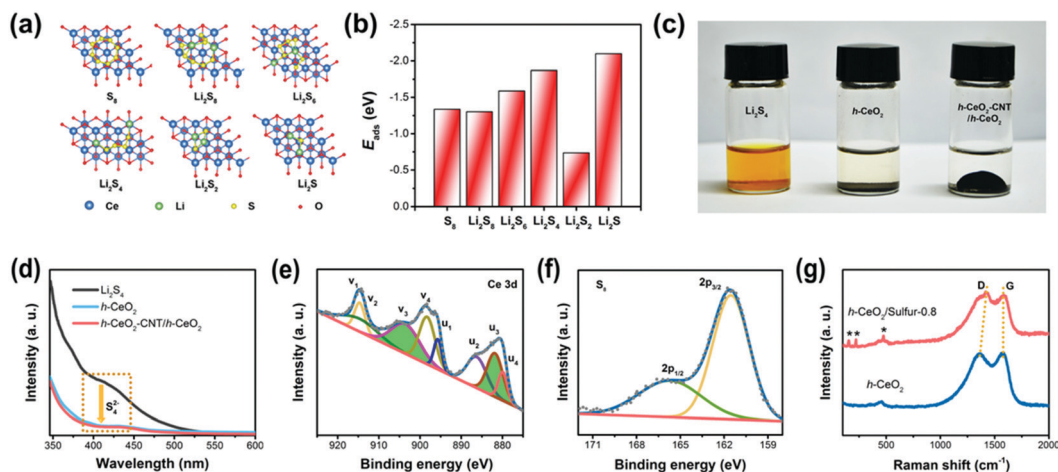 (a)
S₈
Li₂S₈
Li₂S₆
Li₂S₄
Li₂S₂
Li₂S
Ce
Li
S
O
(b)
E_ads (eV)
-2.5
-2.0
-1.5
-1.0
-0.5
-0.0
S₈ Li₂S₈ Li₂S₆ Li₂S₄ Li₂S₂ Li₂S
(c)
Li₂S₄
h-CeO₂
h-CeO₂-CNT
/h-CeO₂
(d)
Intensity (a. u.)
Li₂S₄
h-CeO₂
h-CeO₂-CNT//h-CeO₂
S₄²⁻
350 400 450 500 550 600
Wavelength (nm)
(e)
Intensity (a. u.)
Ce 3d
v₁
v₂
v₃
v₄
u₁
u₂
u₃
u₄
920 910 900 890 880
Binding energy (eV)
(f)
Intensity (a. u.)
S₈
2p₃/₂
2p₁/₂
171 168 165 162 159
Binding energy (eV)
(g)
Intensity (a. u.)
D G
h-CeO₂/Sulfur-0.8
* * *
h-CeO₂
500 1000 1500 2000
Raman shift (cm⁻¹)